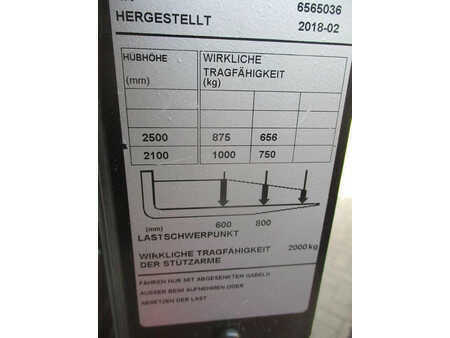 6565036
HERGESTELLT 2018-02
HUBHÖHE WIRKLICHE
TRAGFÄHIGKEIT
(mm) (kg)
2500 875 656
2100 1000 750
(mm) 600 800
LASTSCHWERPUNKT
WIRKLICHE TRAGFÄHIGKEIT 2000 kg
DER STÜTZARME
FAHREN NUR MIT ABGESENKTEN GABELN
AUSSER BEIM AUFNEHMEN ODER
ABSETZEN DER LAST